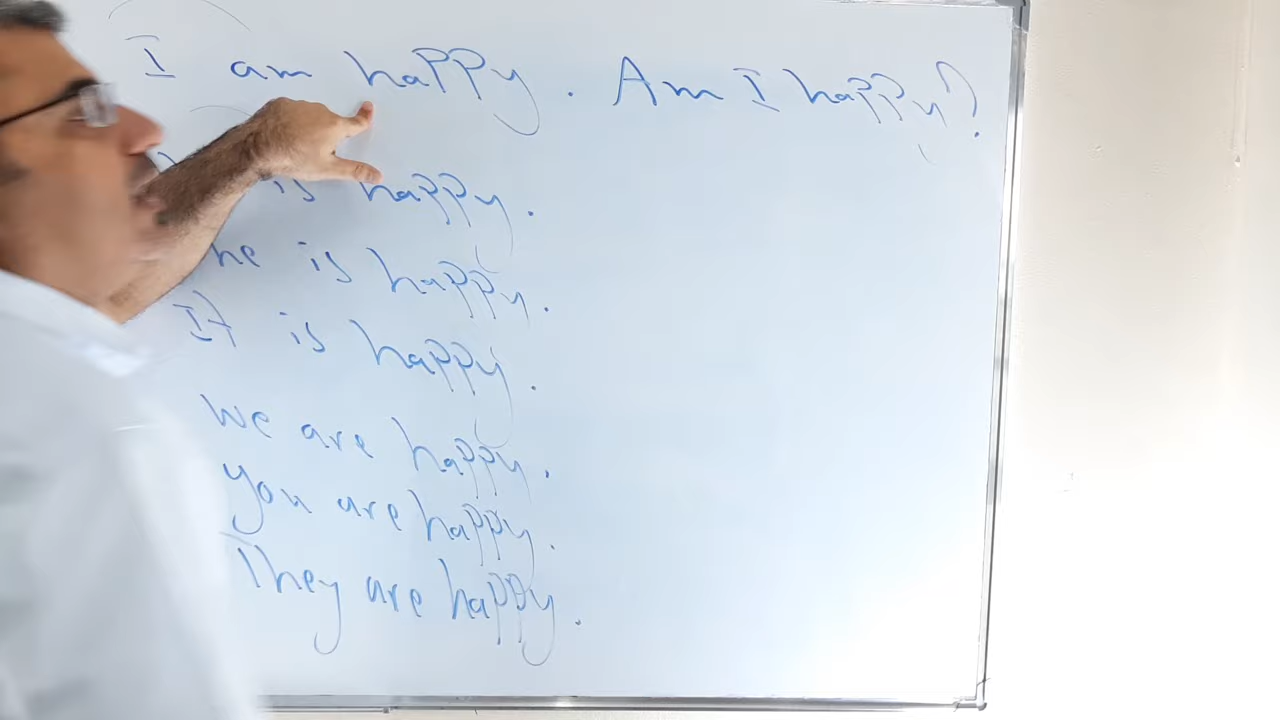 I am happy. Am I happy?
is happy.
he is happy.
It is happy.
We are happy.
you are happy.
They are happy.